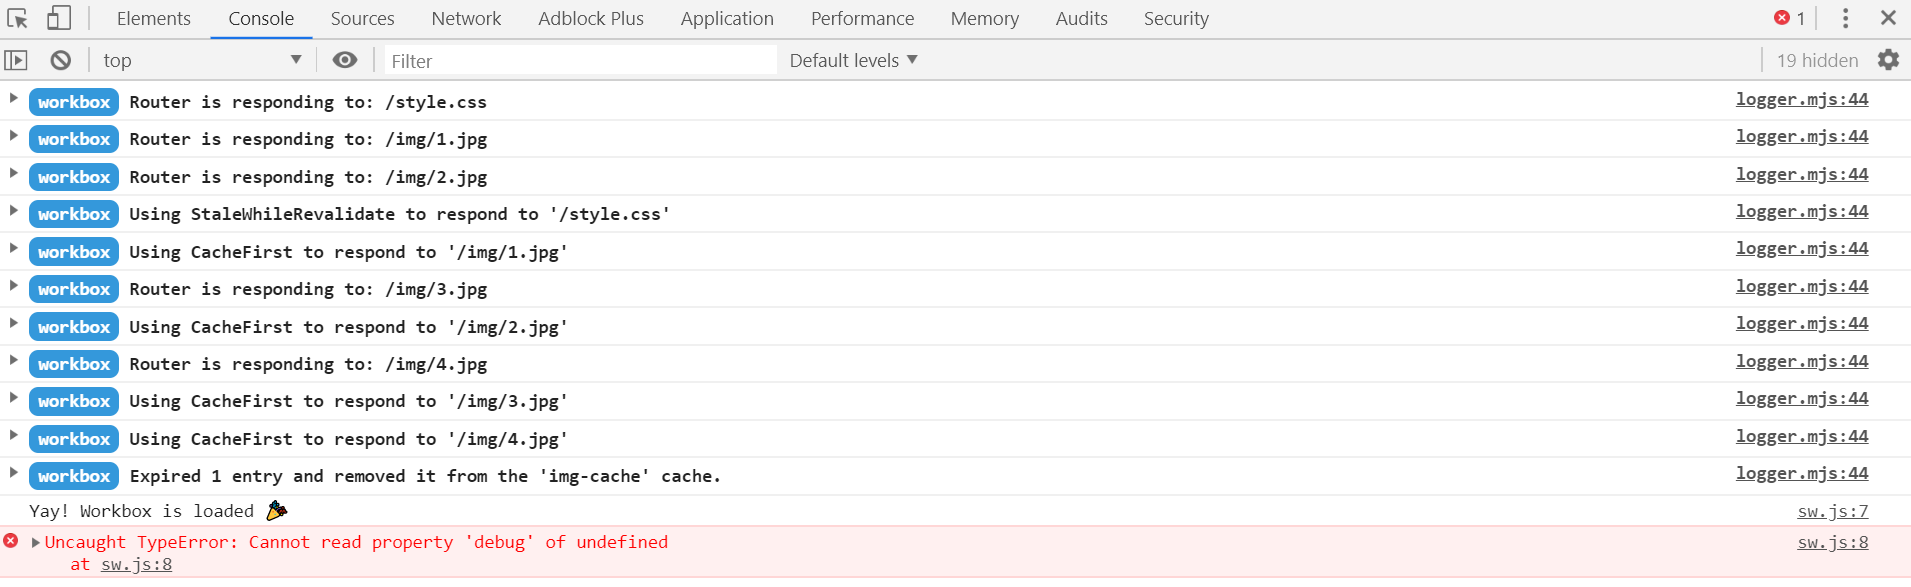 Elements Console Sources Network Adblock Plus Application Performance Memory Audits Security 1
top Filter Default levels ▼ 19 hidden
workbox Router is responding to: /style.css logger.mjs:44
workbox Router is responding to: /img/1.jpg logger.mjs:44
workbox Router is responding to: /img/2.jpg logger.mjs:44
workbox Using StaleWhileRevalidate to respond to '/style.css' logger.mjs:44
workbox Using CacheFirst to respond to '/img/1.jpg' logger.mjs:44
workbox Router is responding to: /img/3.jpg logger.mjs:44
workbox Using CacheFirst to respond to '/img/2.jpg' logger.mjs:44
workbox Router is responding to: /img/4.jpg logger.mjs:44
workbox Using CacheFirst to respond to '/img/3.jpg' logger.mjs:44
workbox Using CacheFirst to respond to '/img/4.jpg' logger.mjs:44
workbox Expired 1 entry and removed it from the 'img-cache' cache. logger.mjs:44
Yay! Workbox is loaded 🎉 sw.js:7
Uncaught TypeError: Cannot read property 'debug' of undefined sw.js:8
at sw.js:8